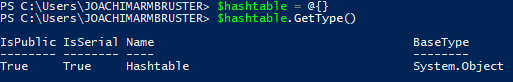 PS C:\Users\JOACHIMARMBRUSTER> $hashtable = @{}
PS C:\Users\JOACHIMARMBRUSTER> $hashtable.GetType()
IsPublic IsSerial Name                                     BaseType
-------- -------- ----                                     --------
True     True     Hashtable                                System.Object